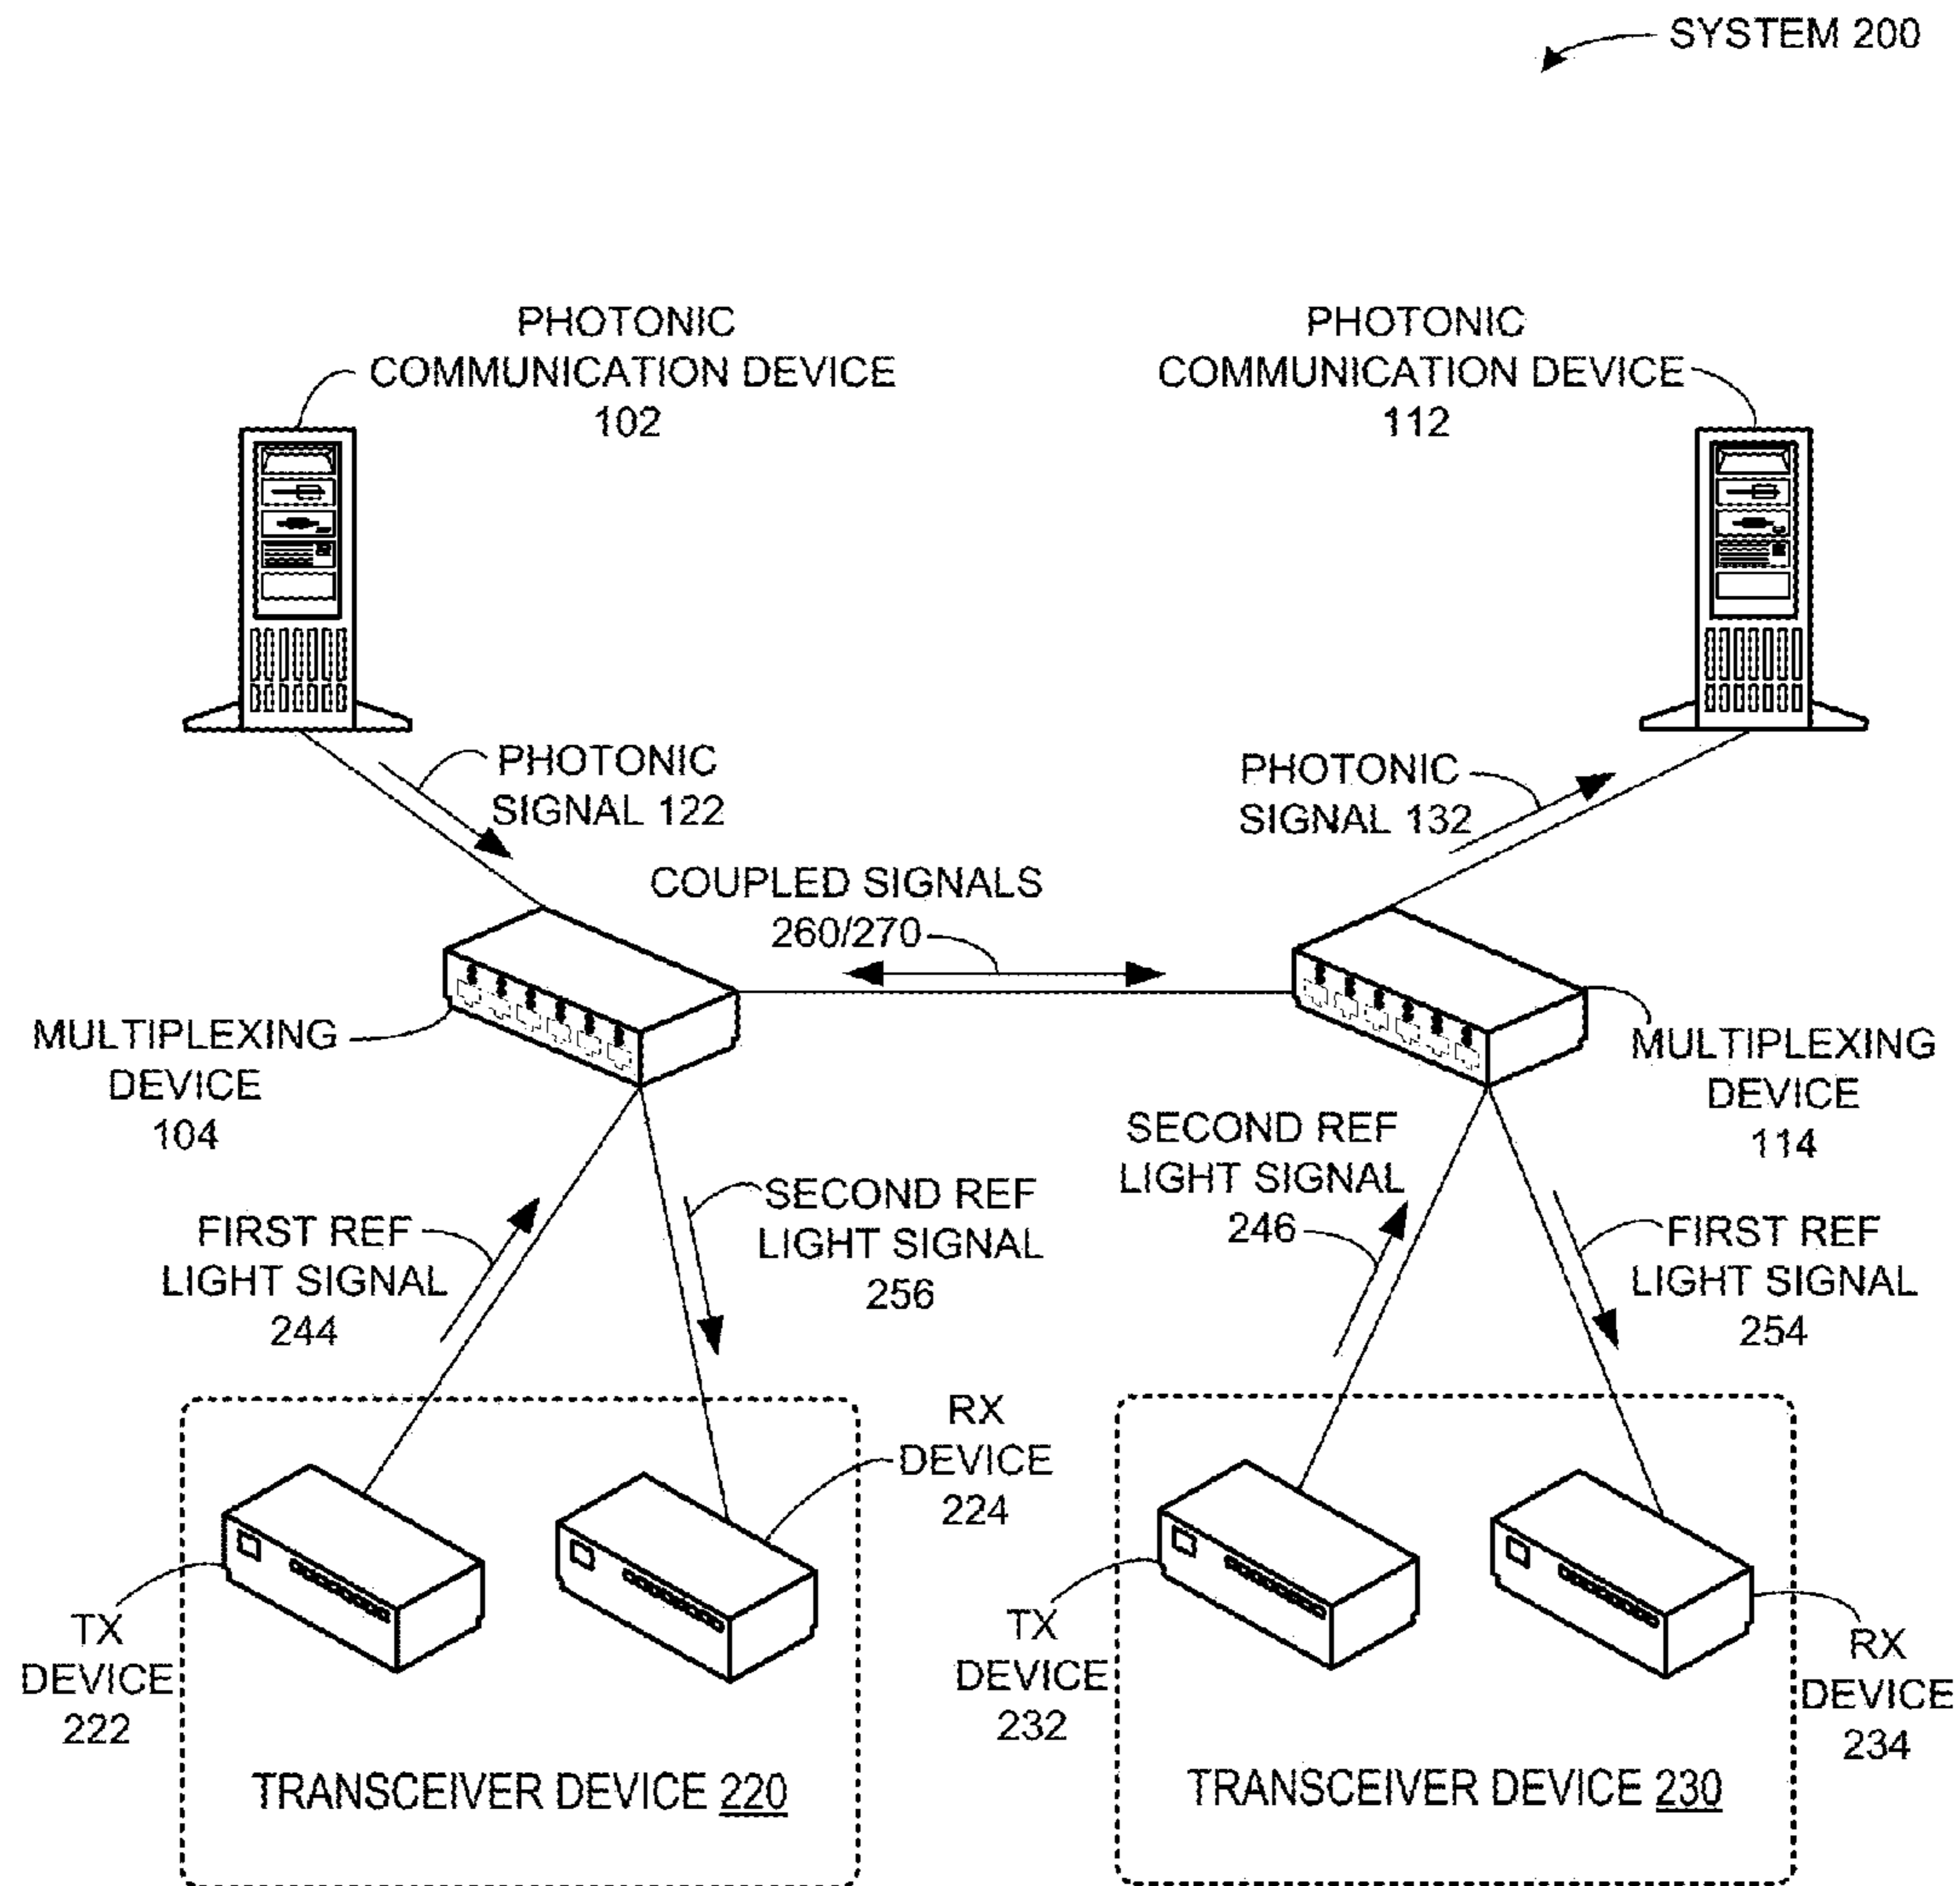 SYSTEM 200
PHOTONIC
COMMUNICATION DEVICE
102
PHOTONIC
COMMUNICATION DEVICE
112
PHOTONIC
SIGNAL 122
PHOTONIC
SIGNAL 132
COUPLED SIGNALS
260/270
MULTIPLEXING
DEVICE
104
MULTIPLEXING
DEVICE
114
FIRST REF
LIGHT SIGNAL
244
SECOND REF
LIGHT SIGNAL
256
SECOND REF
LIGHT SIGNAL
246
FIRST REF
LIGHT SIGNAL
254
TX
DEVICE
222
RX
DEVICE
224
TX
DEVICE
232
RX
DEVICE
234
TRANSCEIVER DEVICE 220
TRANSCEIVER DEVICE 230